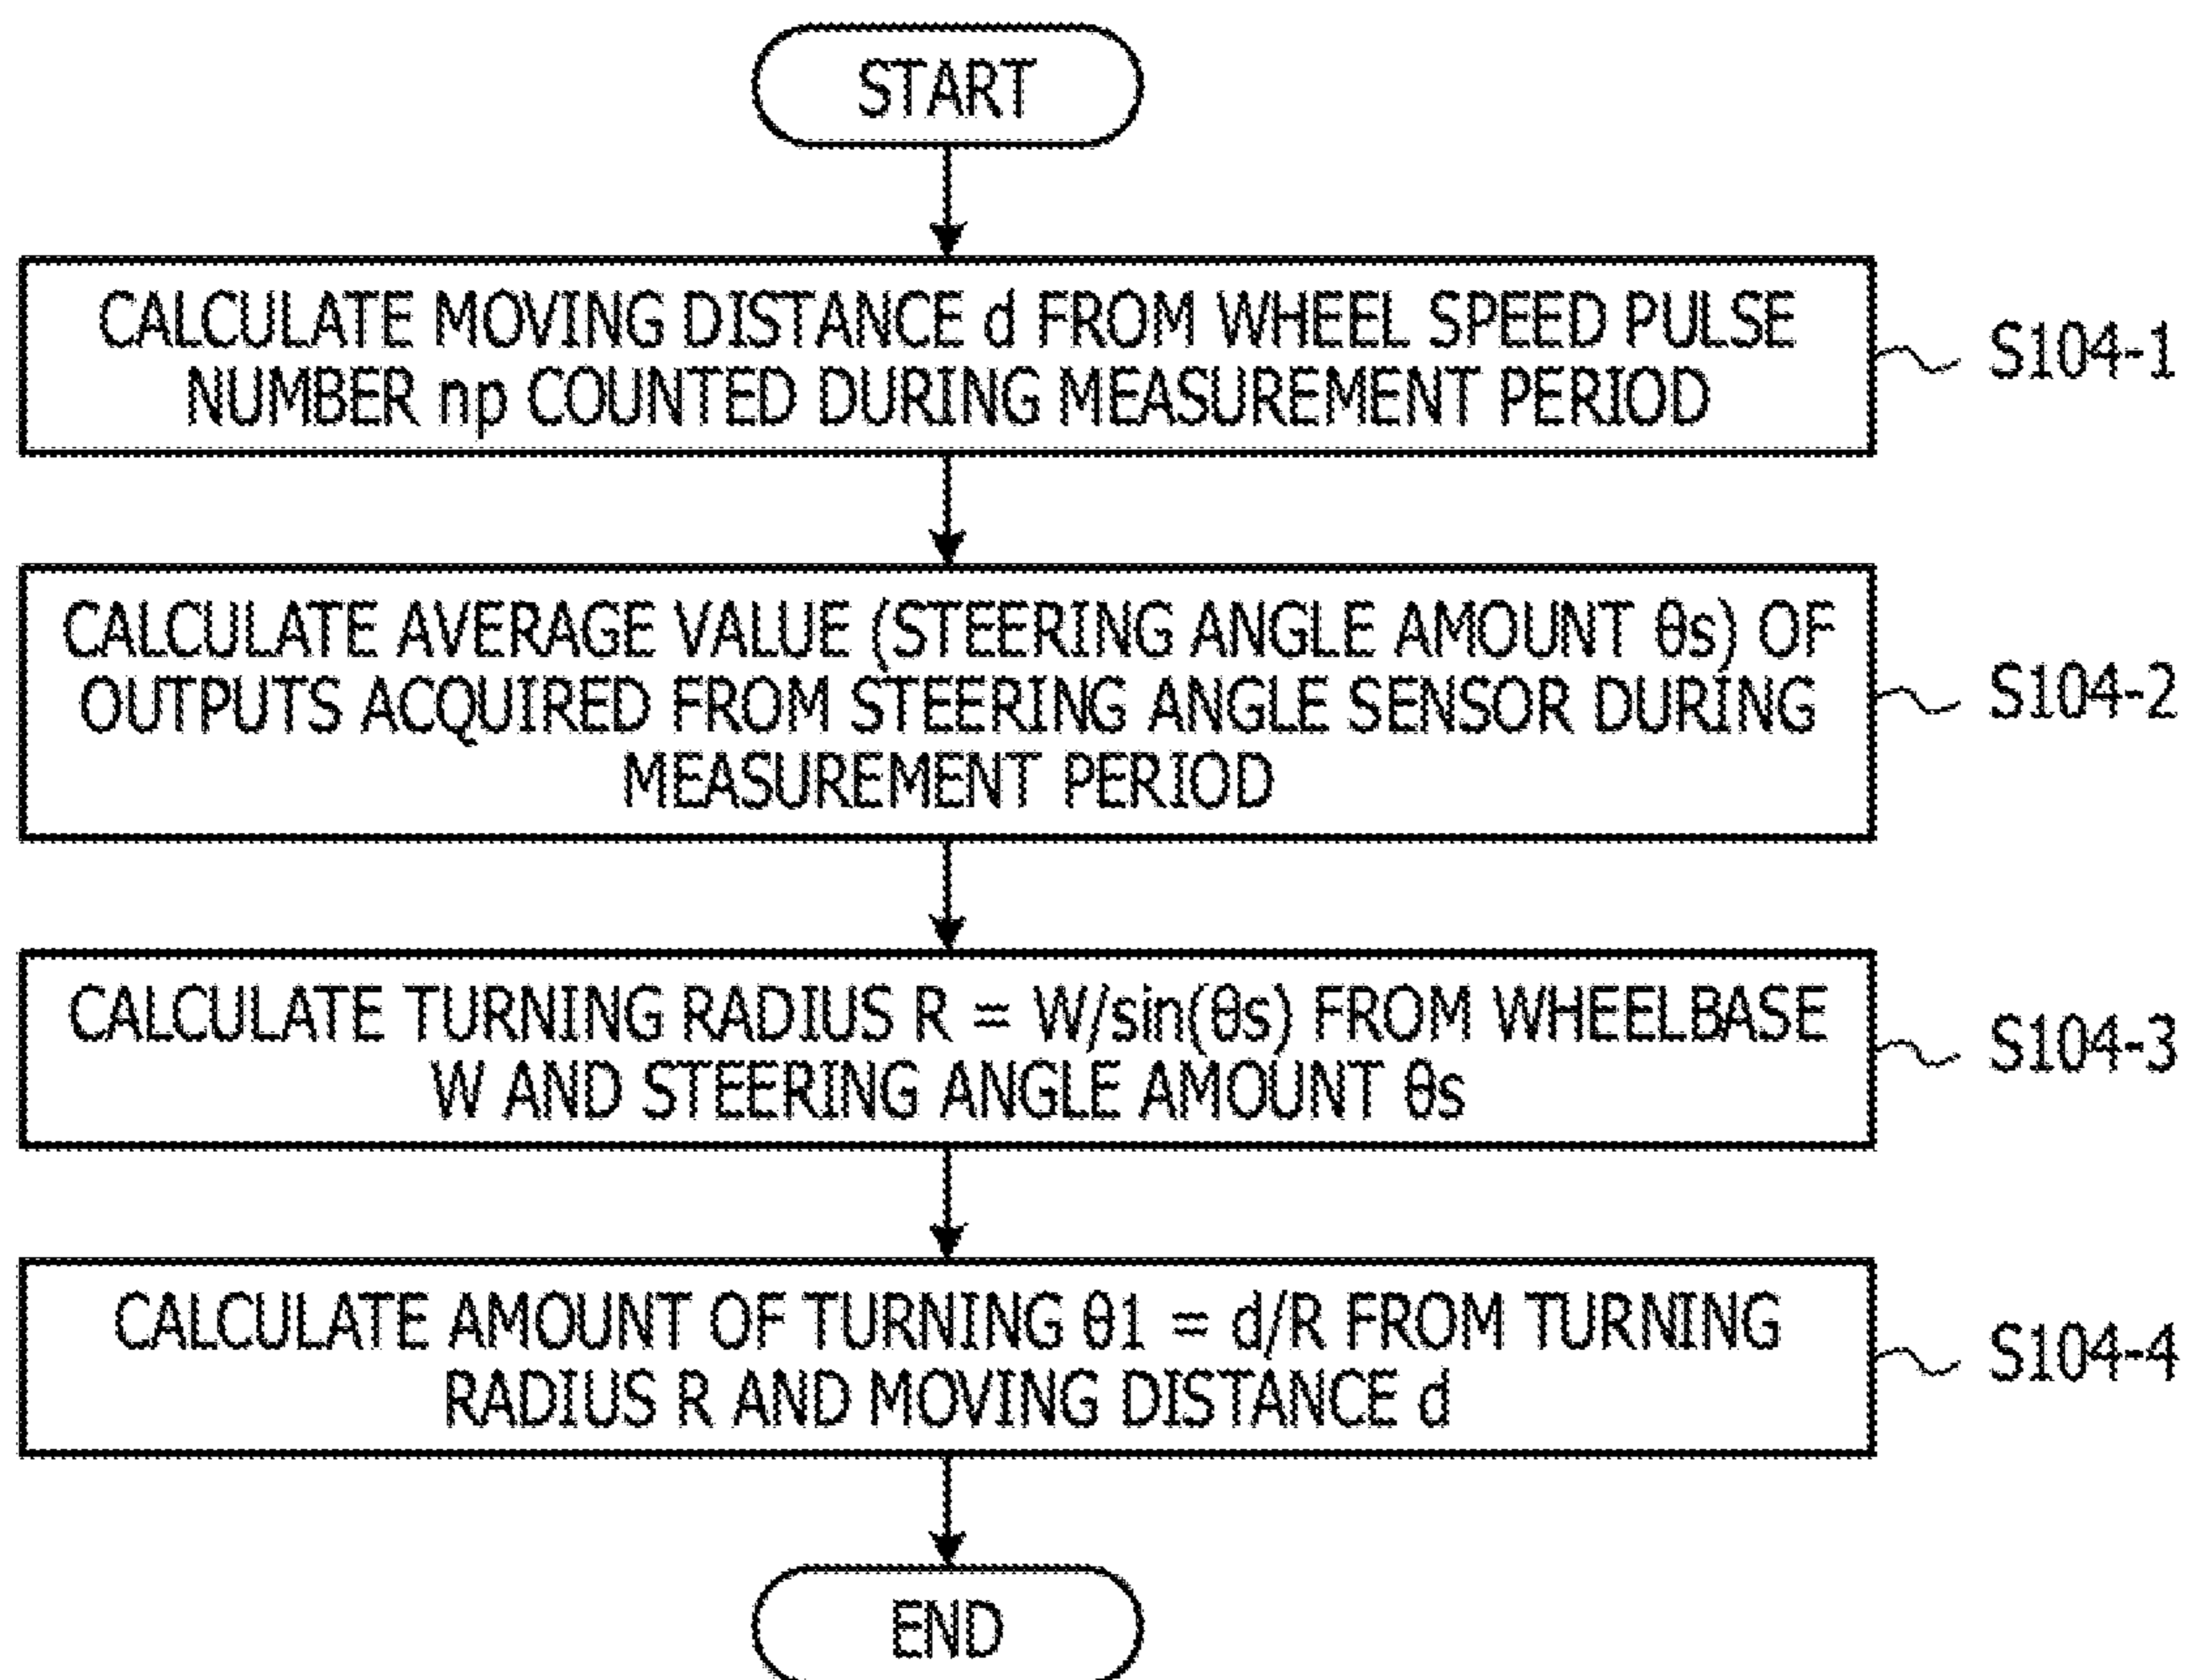 START
CALCULATE MOVING DISTANCE d FROM WHEEL SPEED PULSE
NUMBER np COUNTED DURING MEASUREMENT PERIOD
S104-1
CALCULATE AVERAGE VALUE (STEERING ANGLE AMOUNT θs) OF
OUTPUTS ACQUIRED FROM STEERING ANGLE SENSOR DURING
MEASUREMENT PERIOD
S104-2
CALCULATE TURNING RADIUS R = W/sin(θs) FROM WHEELBASE
W AND STEERING ANGLE AMOUNT θs
S104-3
CALCULATE AMOUNT OF TURNING θ1 = d/R FROM TURNING
RADIUS R AND MOVING DISTANCE d
S104-4
END